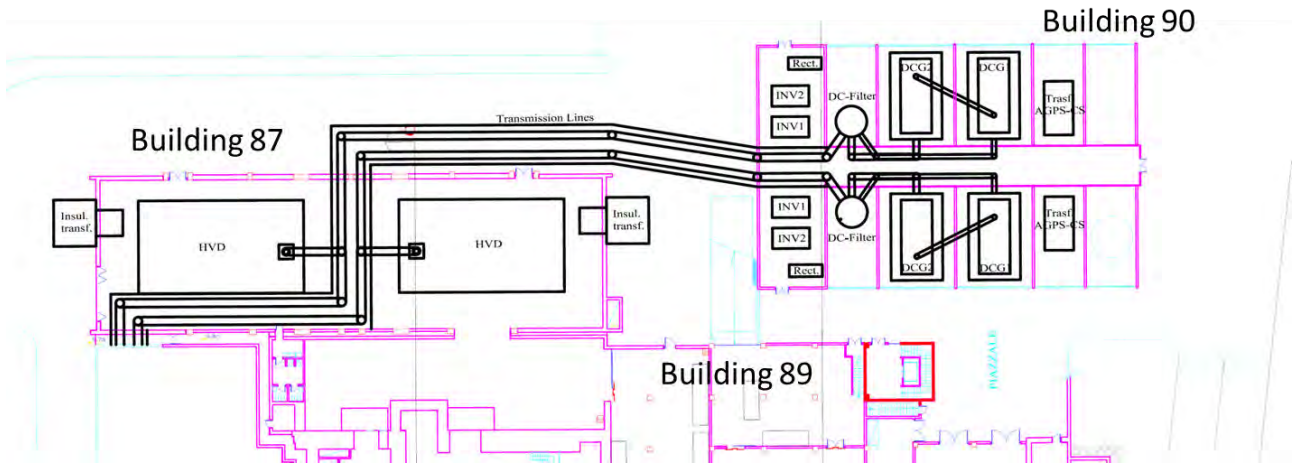 Building 90
Rect.
DCG2
DCG1
INV2
DC-Filter
Trasf.
AGPS-CS
Transmission Lines
INV1
Building 87
Insul.
transf.
HVD
HVD
Insul.
transf.
INV1
DC-Filter
INV2
Trasf.
AGPS-CS
Rect.
DCG2
DCG1
Building 89
PIAZZALE